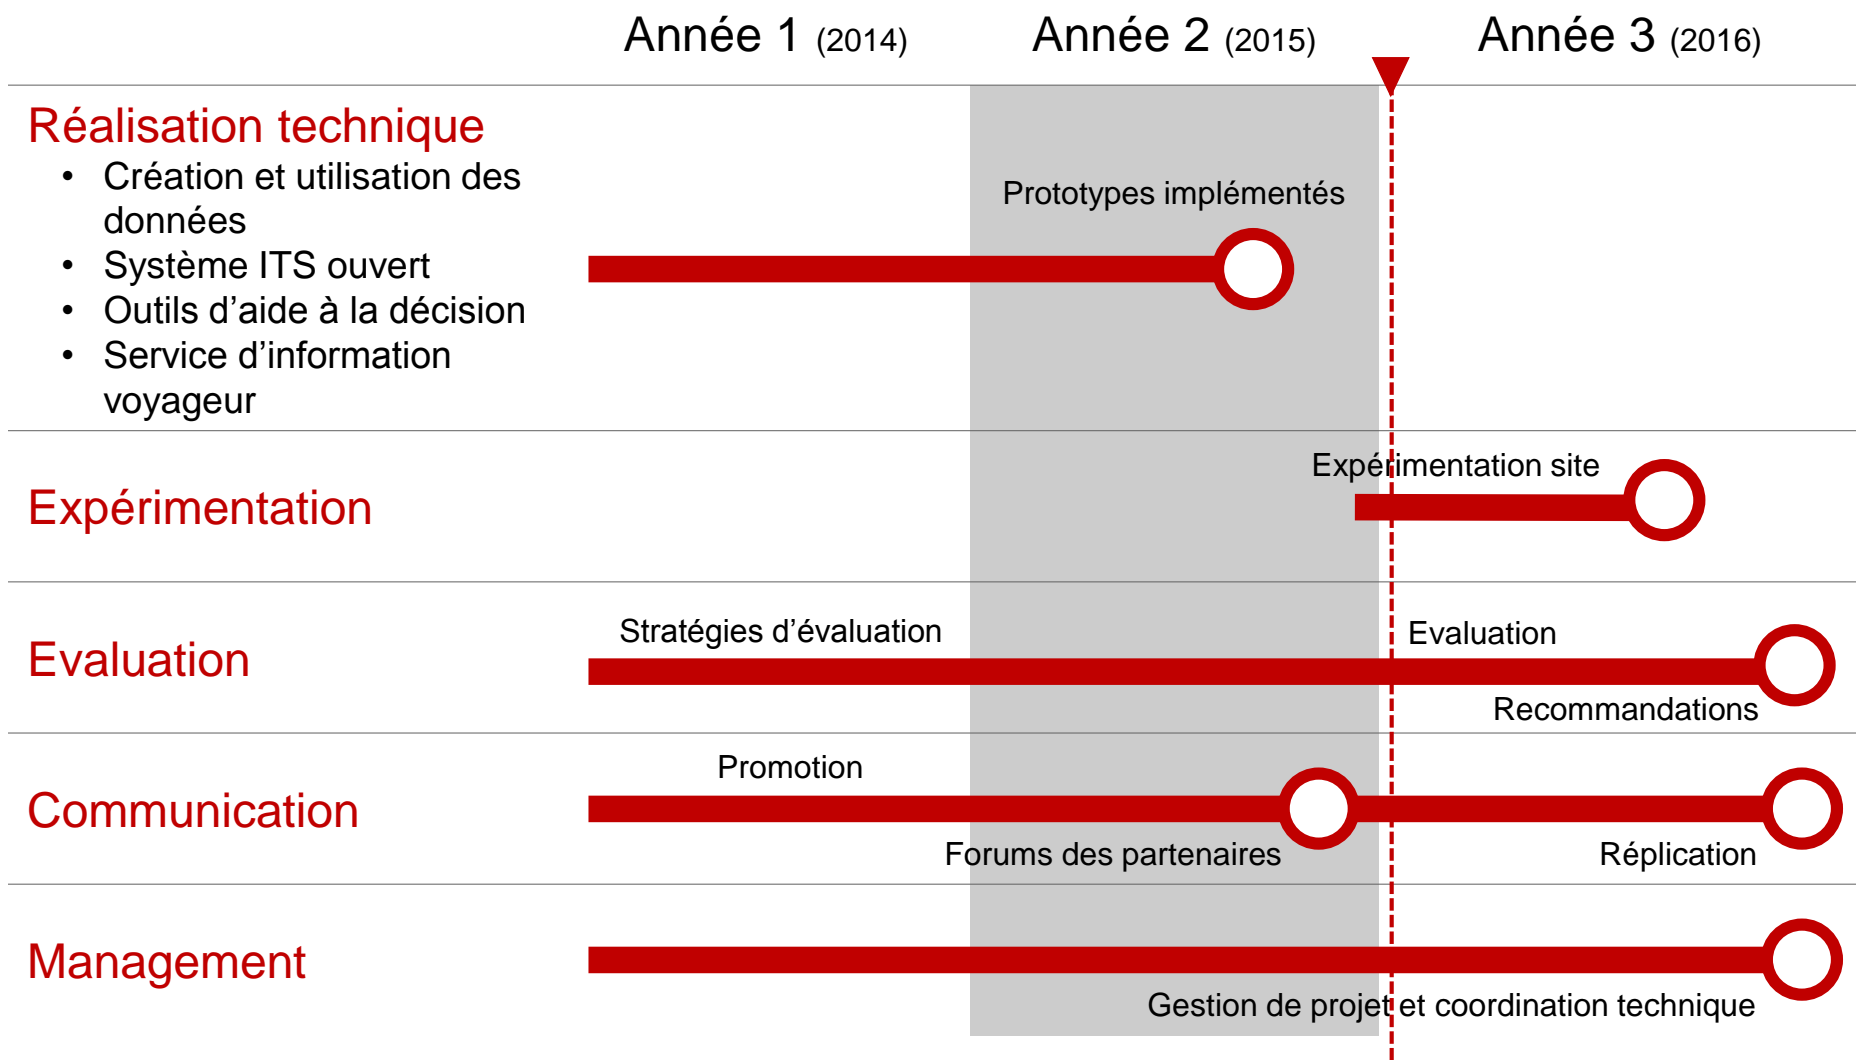 Année 1 (2014) Année 2 (2015) Année 3 (2016)
Réalisation technique
• Création et utilisation des
données
• Système ITS ouvert
• Outils d’aide à la décision
• Service d’information
voyageur
Prototypes implémentés
Expérimentation
Expérimentation site
Evaluation
Stratégies d’évaluation
Evaluation
Recommandations
Communication
Promotion
Forums des partenaires
Réplication
Management
Gestion de projet et coordination technique